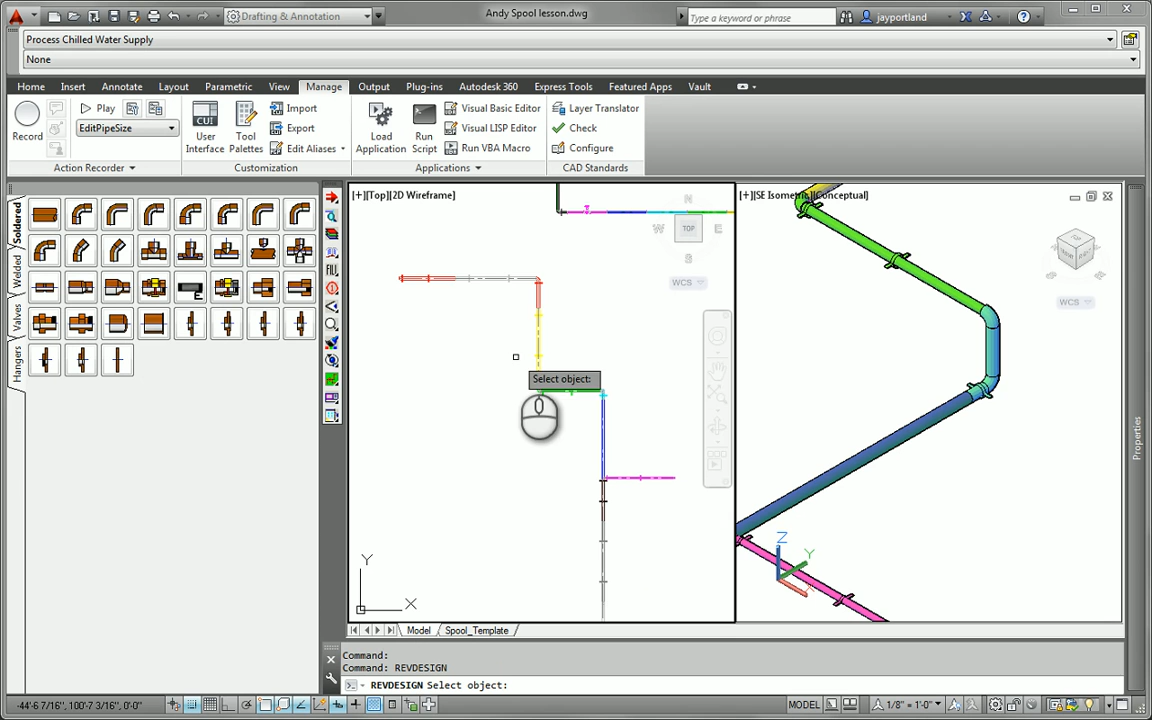 Drafting & Annotation
Andy Spool lesson.dwg
Type a keyword or phrase
jayportland
Process Chilled Water Supply
None
Home Insert Annotate Layout Parametric View Manage Output Plug-ins Autodesk 360 Express Tools Featured Apps Vault
Record
Play
EditPipeSize
Action Recorder
User Interface
Tool Palettes
Import
Export
Edit Aliases
Customization
Load Application
Run Script
Visual Basic Editor
Visual LISP Editor
Run VBA Macro
Applications
Layer Translator
Check
Configure
CAD Standards
Soldered
Welded
Valves
Hangers
[+][Top][2D Wireframe]
N
W TOP E
S
WCS
Select object:
Y
X
[+][SE Isometric][Conceptual]
WCS
Z
Y
Properties
Model Spool_Template
Command:
Command: REVDESIGN
REVDESIGN Select object:
-44'-6 7/16", 100'-7 3/16", 0'-0"
MODEL
1/8" = 1'-0"